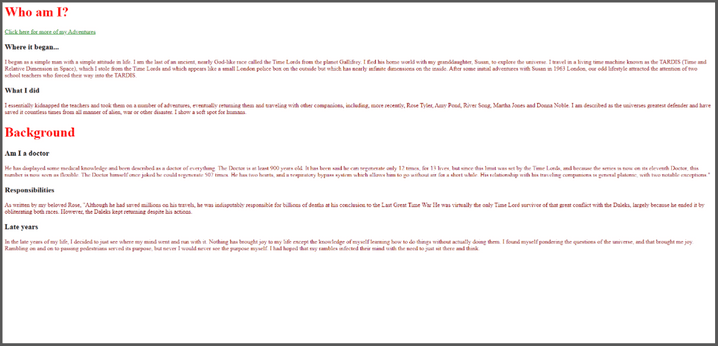 Who am I?
Click here for more of my Adventures
Where it began...
I began as a simple man with a simple attitude in life. I am the last of an ancient, nearly God-like race called the Time Lords from the planet Gallifrey. I fled his home world with my granddaughter, Susan, to explore the universe. I travel in a living time machine known as the TARDIS (Time and
Relative Dimension in Space), which I stole from the Time Lords and which appears like a small London police box on the outside but which has nearly infinite dimensions on the inside. After some initial adventures with Susan in 1963 London, our odd lifestyle attracted the attention of two
school teachers who forced their way into the TARDIS.
What I did
I essentially kidnapped the teachers and took them on a number of adventures, eventually returning them and traveling with other companions, including, more recently, Rose Tyler, Amy Pond, River Song, Martha Jones and Donna Noble. I am described as the universes greatest defender and have
saved it countless times from all manner of alien, war or other disaster. I show a soft spot for humans.
Background
Am I a doctor
He has displayed some medical knowledge and been described as a doctor of everything. The Doctor is at least 900 years old. It has been said he can regenerate only 12 times, for 13 lives, but since this limit was set by the Time Lords, and because the series is now on its eleventh Doctor, this
number is now seen as flexible. The Doctor himself once joked he could regenerate 507 times. He has two hearts, and a respiratory bypass system which allows him to go without air for a short while. His relationship with his traveling companions is general platonic, with two notable exceptions."
Responsibilities
As written by my beloved Rose, "Although he had saved millions on his travels, he was indisputably responsible for billions of deaths at his conclusion to the Last Great Time War He was virtually the only Time Lord survivor of that great conflict with the Daleks, largely because he ended it by
obliterating both races. However, the Daleks kept returning despite his actions.
Late years
In the late years of my life, I decided to just see where my mind went and run with it. Nothing has brought joy to my life except the knowledge of myself learning how to do things without actually doing them. I found myself pondering the questions of the universe, and that brought me joy
Rambling on and on to passing pedestrians served its purpose, but never I would never see the purpose myself. I had hoped that my rambles infected their mind with the need to just sit there and think.